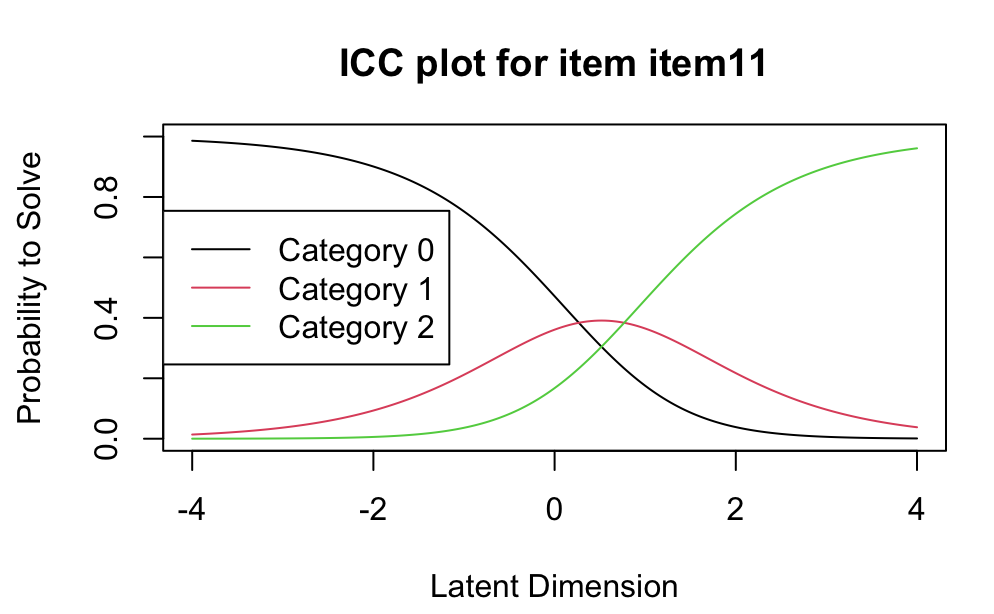 ICC plot for item item11
Probability to Solve
0.8
0.4
0.0
Category 0
Category 1
Category 2
-4 -2 0 2 4
Latent Dimension